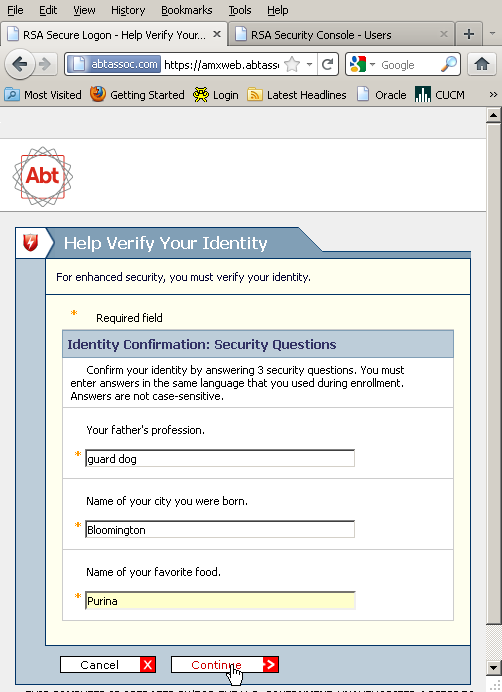 File Edit View History Bookmarks Tools Help
RSA Secure Logon - Help Verify Your... RSA Security Console - Users
abtassoc.com https://amxweb.abtasso Google
Most Visited Getting Started Login Latest Headlines Oracle CUCM
Abt
Help Verify Your Identity
For enhanced security, you must verify your identity.
* Required field
Identity Confirmation: Security Questions
Confirm your identity by answering 3 security questions. You must
enter answers in the same language that you used during enrollment.
Answers are not case-sensitive.
Your father's profession.
* guard dog
Name of your city you were born.
* Bloomington
Name of your favorite food.
* Purina
Cancel X Continue >